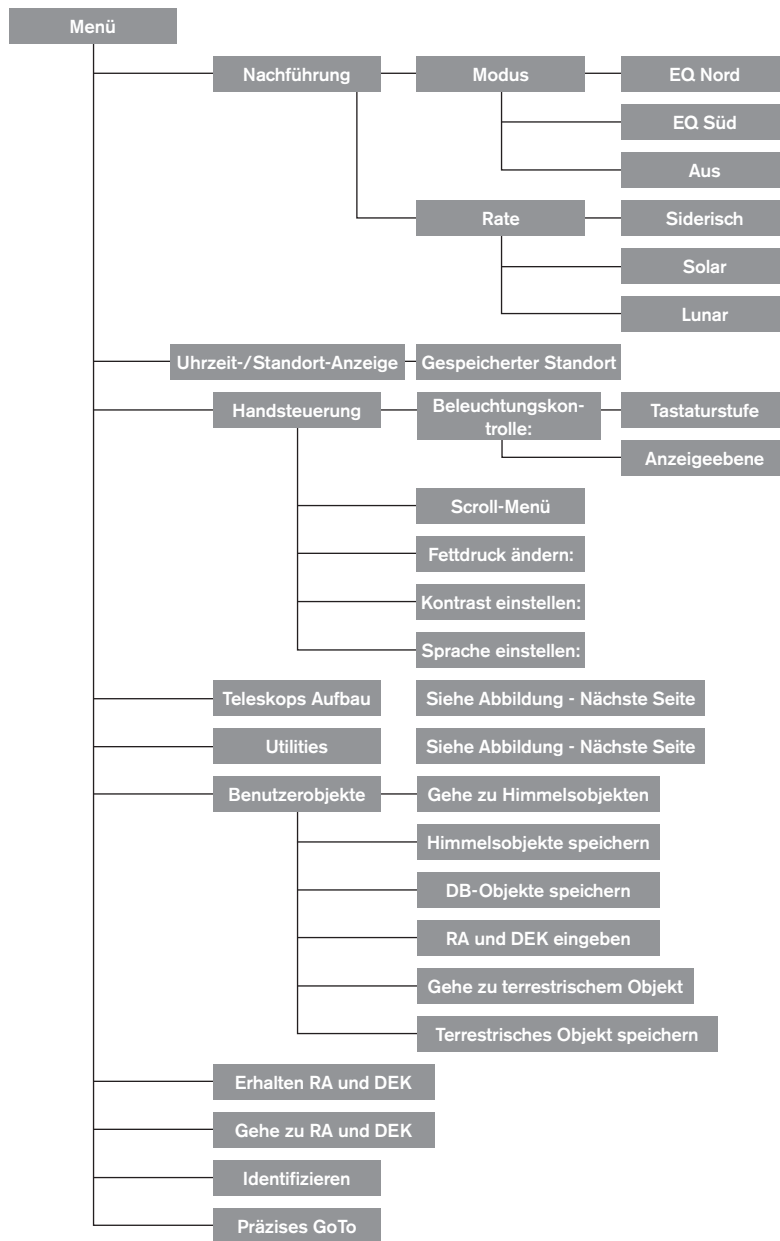 Menü
Nachführung
Modus
EQ Nord
EQ Süd
Aus
Rate
Siderisch
Solar
Lunar
Uhrzeit-/Standort-Anzeige
Gespeicherter Standort
Handsteuerung
Beleuchtungskon-
trolle:
Tastaturstufe
Anzeigeebene
Scroll-Menü
Fettdruck ändern:
Kontrast einstellen:
Sprache einstellen:
Teleskops Aufbau
Siehe Abbildung - Nächste Seite
Utilities
Siehe Abbildung - Nächste Seite
Benutzerobjekte
Gehe zu Himmelsobjekten
Himmelsobjekte speichern
DB-Objekte speichern
RA und DEK eingeben
Gehe zu terrestrischem Objekt
Terrestrisches Objekt speichern
Erhalten RA und DEK
Gehe zu RA und DEK
Identifizieren
Präzises GoTo